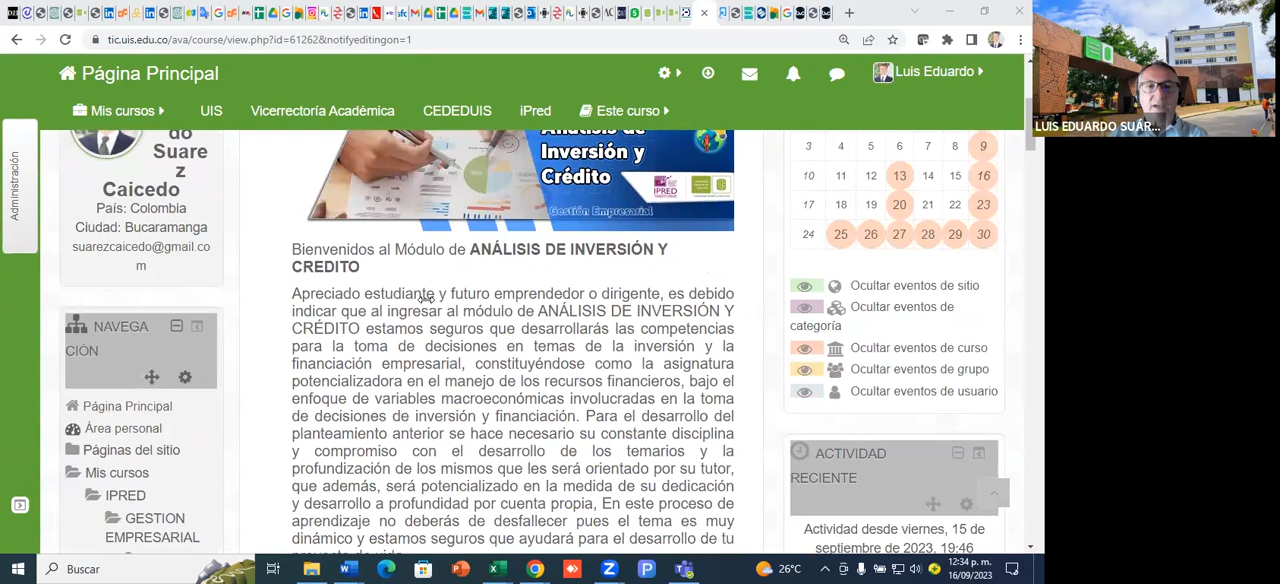 tic.uis.edu.co/ava/course/view.php?id=61262&notifyeditingon=1
Página Principal
Luis Eduardo
Mis cursos
UIS
Vicerrectoría Académica
CEDEDUIS
iPred
Este curso
Administración
do
Suare
z
Caicedo
País: Colombia
Ciudad: Bucaramanga
suarezcaicedo@gmail.co
m
NAVEGA
CIÓN
Página Principal
Área personal
Páginas del sitio
Mis cursos
IPRED
GESTION
EMPRESARIAL
Análisis de
Inversión y
Crédito
IPRED
Gestión Empresarial
Bienvenidos al Módulo de ANÁLISIS DE INVERSIÓN Y
CREDITO
Apreciado estudiante y futuro emprendedor o dirigente, es debido
indicar que al ingresar al módulo de ANÁLISIS DE INVERSIÓN Y
CRÉDITO estamos seguros que desarrollarás las competencias
para la toma de decisiones en temas de la inversión y la
financiación empresarial, constituyéndose como la asignatura
potencializadora en el manejo de los recursos financieros, bajo el
enfoque de variables macroeconómicas involucradas en la toma
de decisiones de inversión y financiación. Para el desarrollo del
planteamiento anterior se hace necesario su constante disciplina
y compromiso con el desarrollo de los temarios y la
profundización de los mismos que les será orientado por su tutor,
que además, será potencializado en la medida de su dedicación
y desarrollo a profundidad por cuenta propia, En este proceso de
aprendizaje no deberás de desfallecer pues el tema es muy
dinámico y estamos seguros que ayudará para el desarrollo de tu
proyecto de vida
3 4 5 6 7 8 9
10 11 12 13 14 15 16
17 18 19 20 21 22 23
24 25 26 27 28 29 30
Ocultar eventos de sitio
Ocultar eventos de
categoría
Ocultar eventos de curso
Ocultar eventos de grupo
Ocultar eventos de usuario
ACTIVIDAD
RECIENTE
Actividad desde viernes, 15 de
septiembre de 2023, 19:46
LUIS EDUARDO SUÁR...
Buscar
26°C
12:34 p. m.
16/09/2023